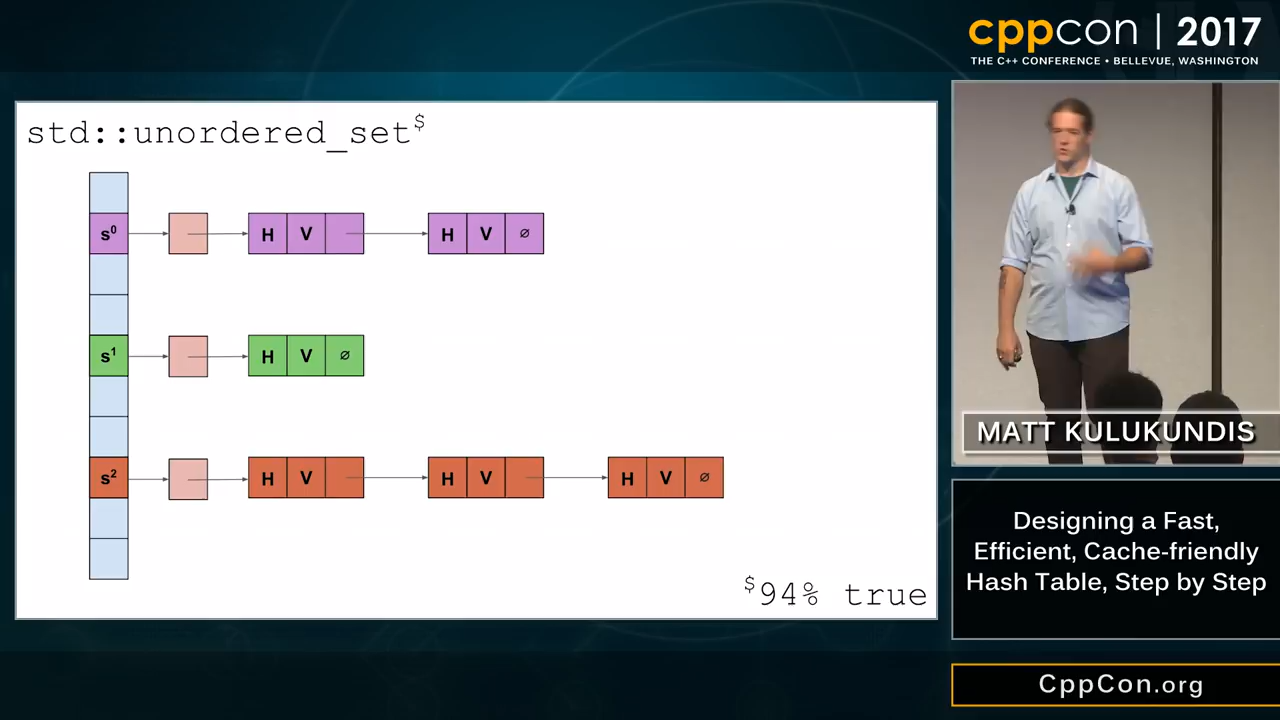 cppcon | 2017
THE C++ CONFERENCE • BELLEVUE, WASHINGTON
std::unordered_set$
s0 H V H V ∅
s1 H V ∅
s2 H V H V H V ∅
$94% true
MATT KULUKUNDIS
Designing a Fast,
Efficient, Cache-friendly
Hash Table, Step by Step
CppCon.org